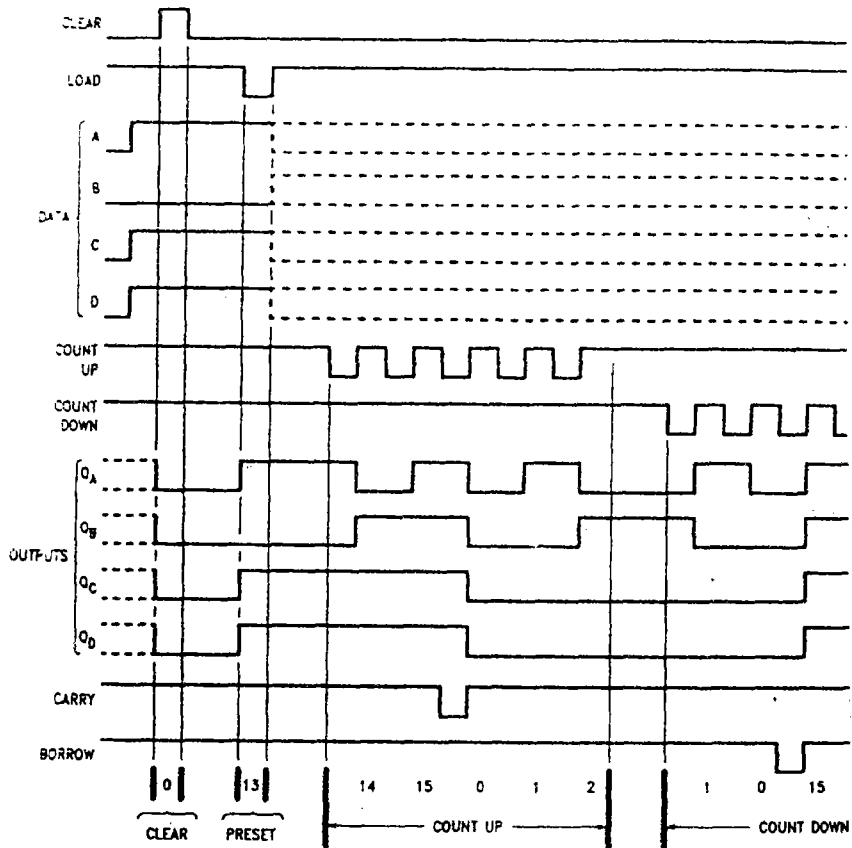 CLEAR
LOAD
A
B
DATA
C
D
COUNT
UP
COUNT
DOWN
QA
QB
OUTPUTS
QC
QD
CARRY
BORROW
0 13 14 15 0 1 2 1 0 15
CLEAR PRESET COUNT UP COUNT DOWN